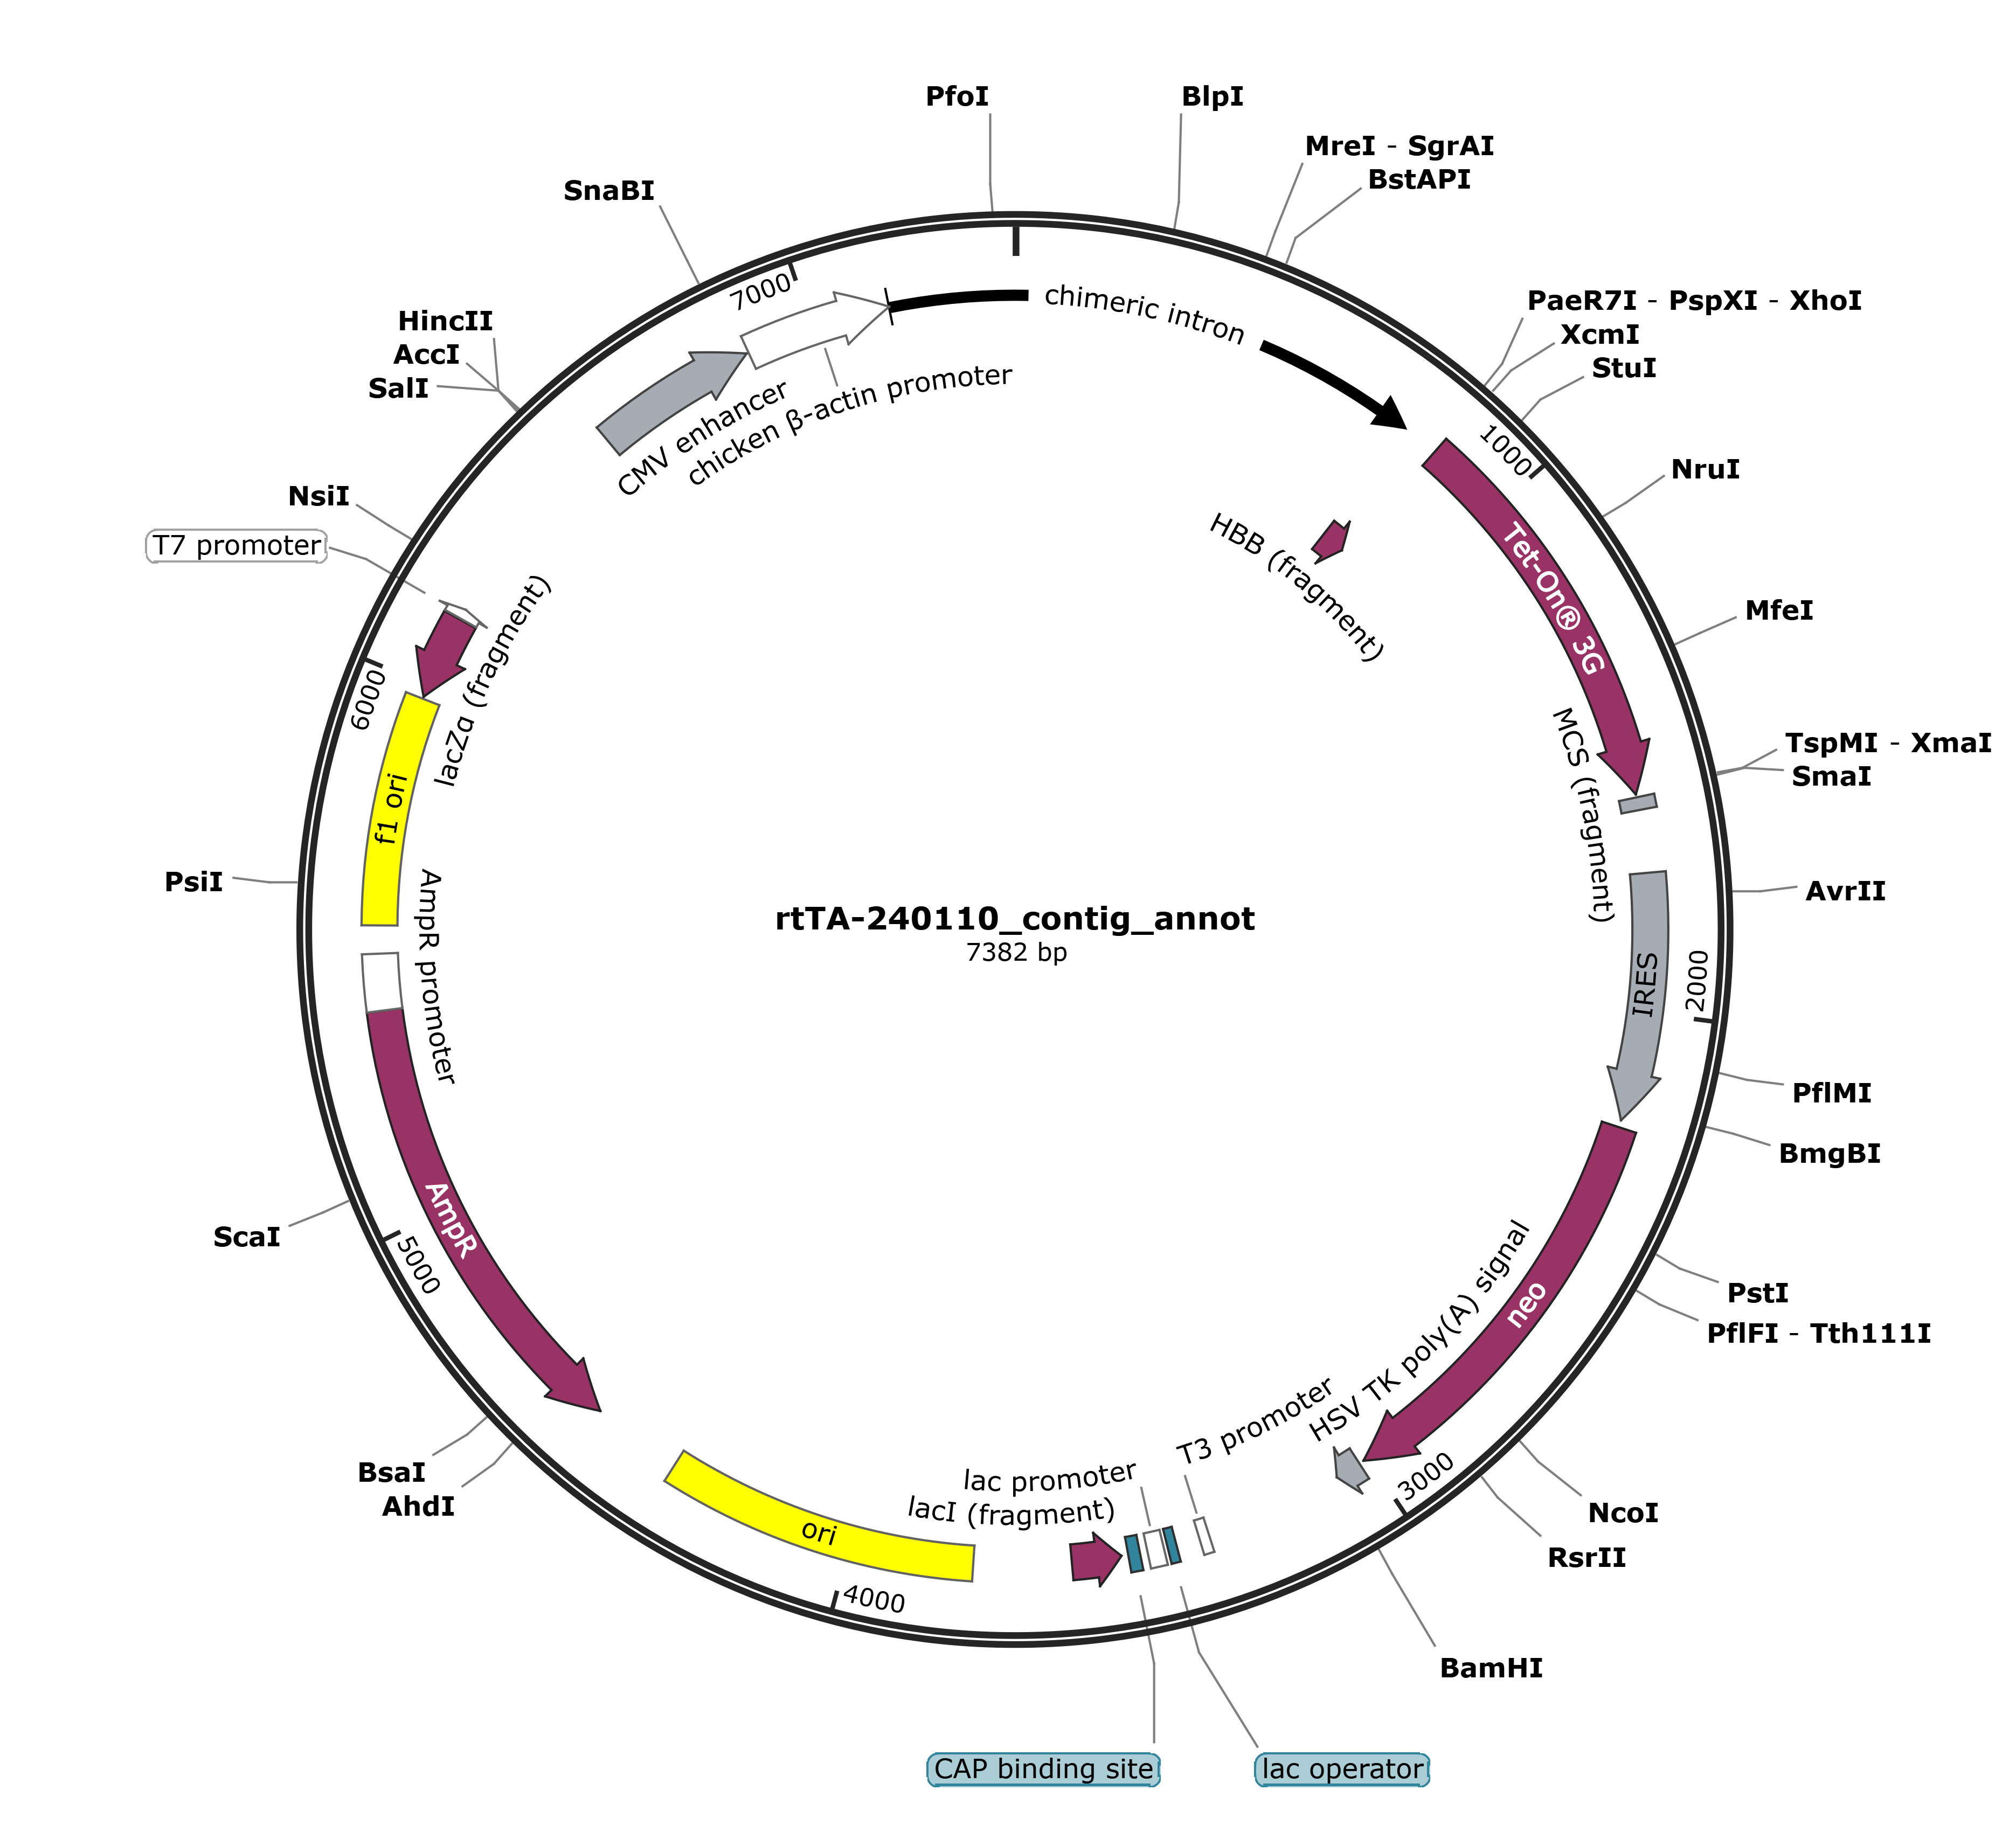 PfoI
BlpI
MreI - SgrAI
BstAPI
SnaBI
PaeR7I - PspXI - XhoI
XcmI
StuI
HincII
AccI
SalI
7000
chimeric intron
CMV enhancer
chicken β-actin promoter
1000
NruI
NsiI
T7 promoter
HBB (fragment)
Tet-On® 3G
MfeI
lacZα (fragment)
6000
f1 ori
MCS (fragment)
TspMI - XmaI
SmaI
PsiI
AvrII
AmpR promoter
rtTA-240110_contig_annot
7382 bp
IRES
2000
PflMI
BmgBI
AmpR
ScaI
5000
PstI
PflFI - Tth111I
neo
HSV TK poly(A) signal
T3 promoter
lac promoter
lacI (fragment)
3000
BsaI
AhdI
NcoI
RsrII
ori
4000
BamHI
CAP binding site
lac operator